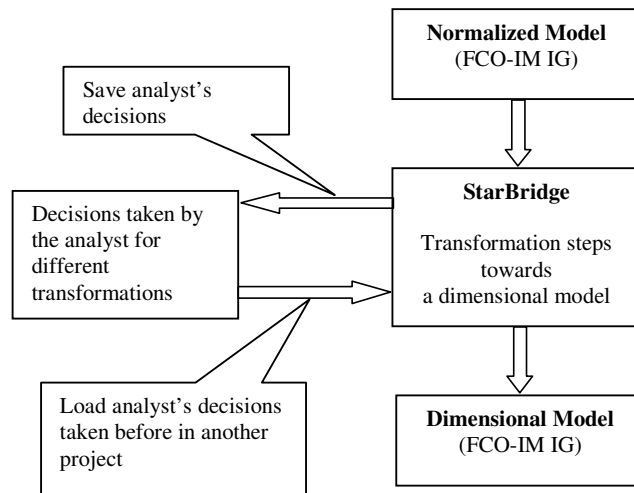 Normalized Model
(FCO-IM IG)
Save analyst's
decisions
StarBridge
Transformation steps
towards
a dimensional model
Decisions taken by
the analyst for
different
transformations
Load analyst's decisions
taken before in another
project
Dimensional Model
(FCO-IM IG)